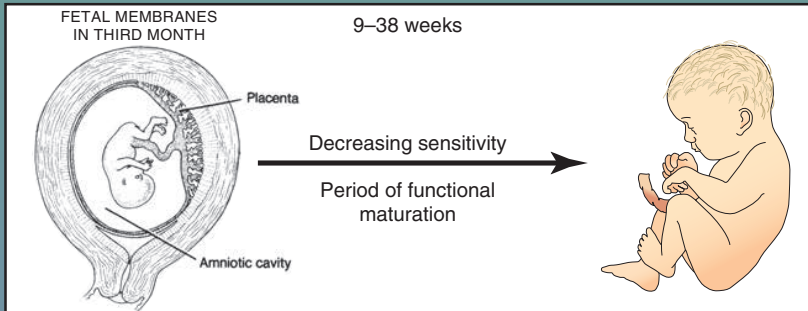 FETAL MEMBRANES
IN THIRD MONTH
9–38 weeks
Placenta
Decreasing sensitivity
Period of functional
maturation
Amniotic cavity